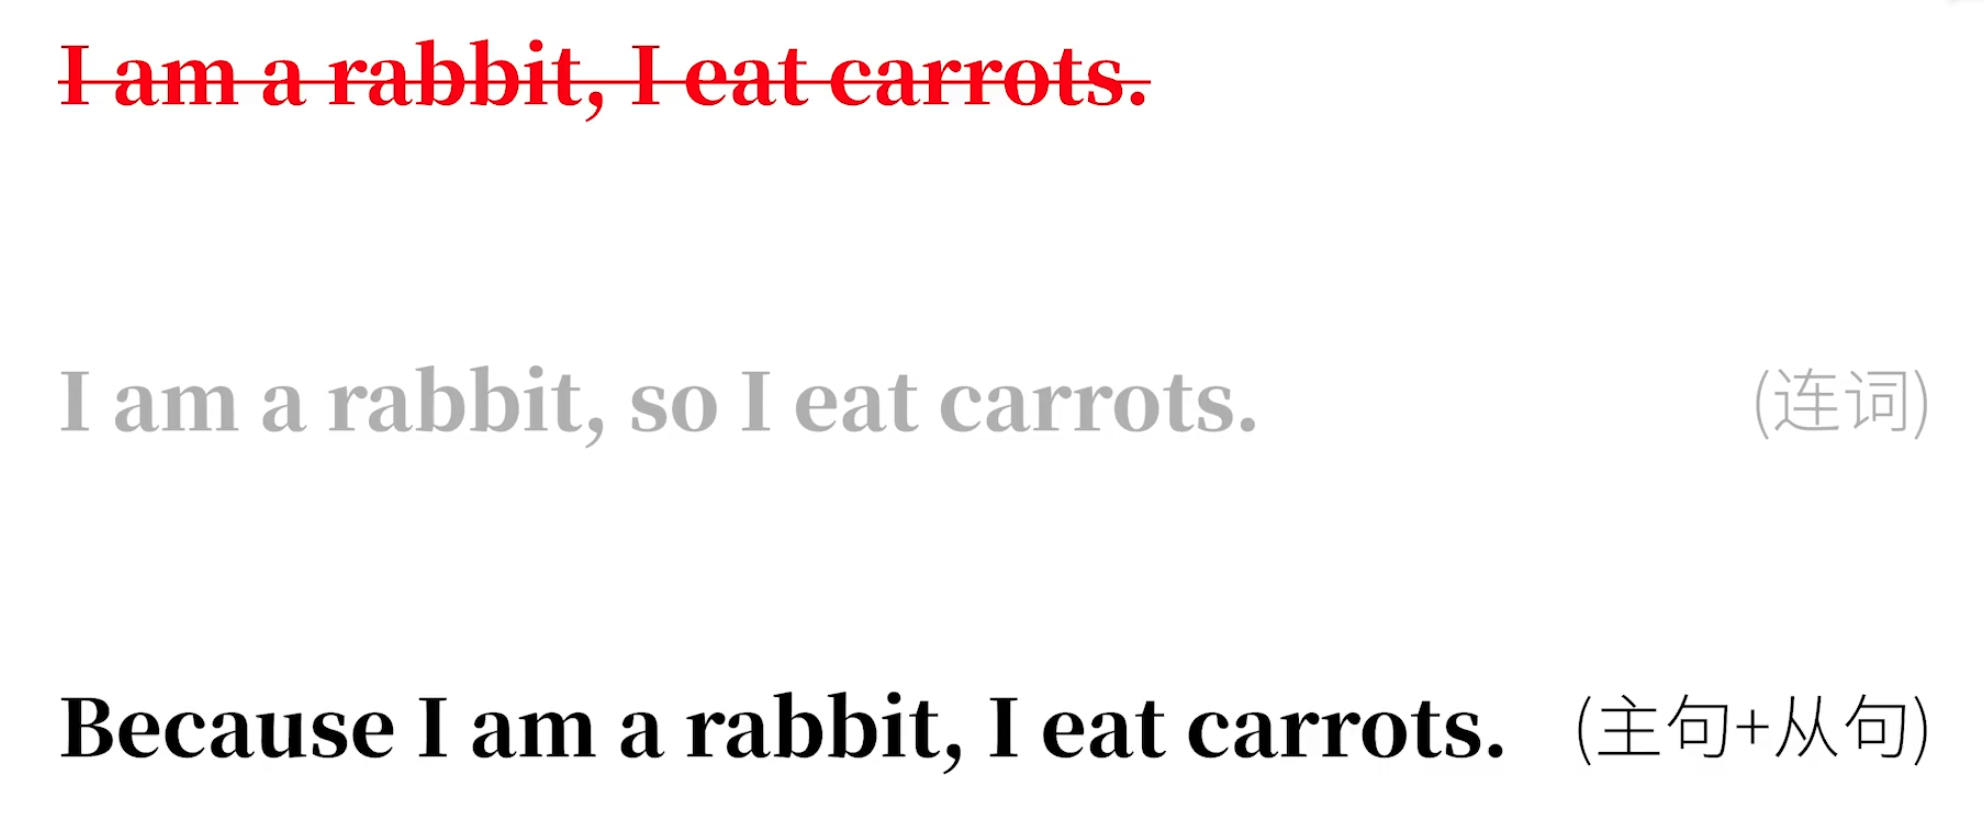 I am a rabbit, I eat carrots.
I am a rabbit, so I eat carrots. (连词)
Because I am a rabbit, I eat carrots. (主句+从句)